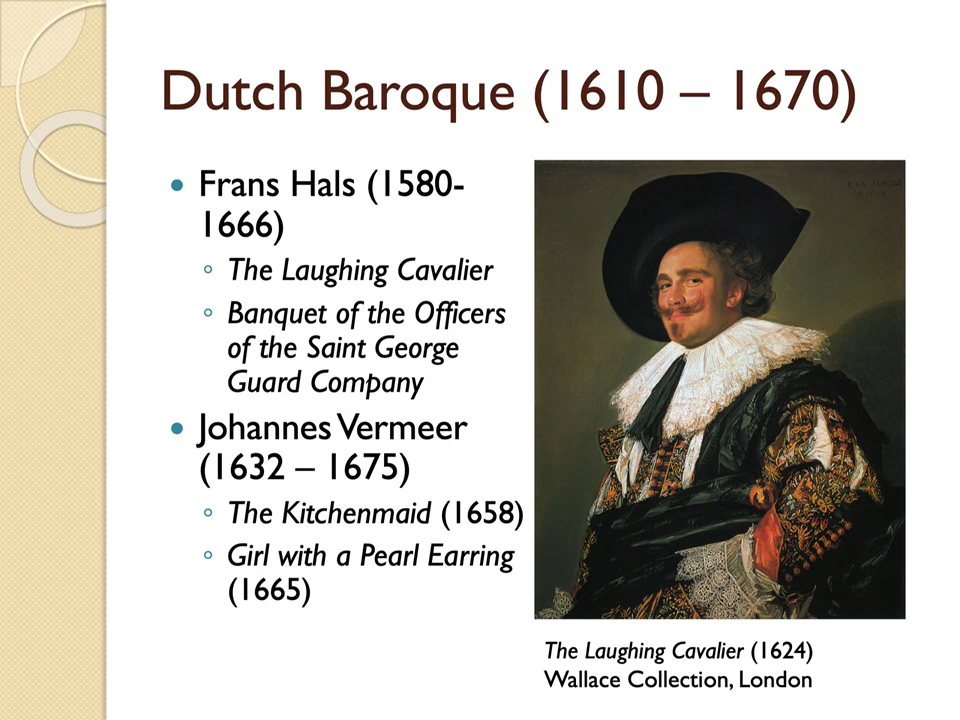 Dutch Baroque (1610 – 1670)
• Frans Hals (1580-
1666)
◦ The Laughing Cavalier
◦ Banquet of the Officers
of the Saint George
Guard Company
• Johannes Vermeer
(1632 – 1675)
◦ The Kitchenmaid (1658)
◦ Girl with a Pearl Earring
(1665)
The Laughing Cavalier (1624)
Wallace Collection, London